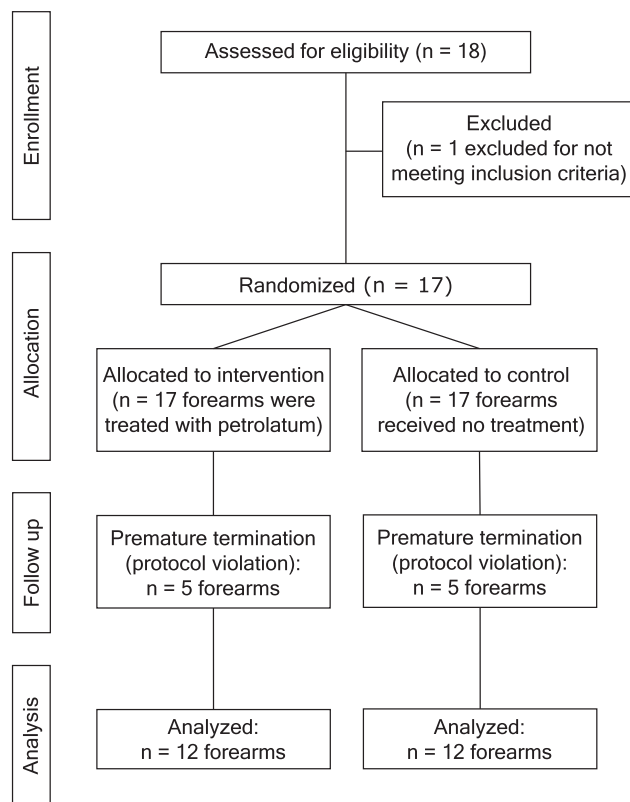 Enrollment
Assessed for eligibility (n = 18)
Excluded
(n = 1 excluded for not
meeting inclusion criteria)
Allocation
Randomized (n = 17)
Allocated to intervention
(n = 17 forearms were
treated with petrolatum)
Allocated to control
(n = 17 forearms
received no treatment)
Follow up
Premature termination
(protocol violation):
n = 5 forearms
Premature termination
(protocol violation):
n = 5 forearms
Analysis
Analyzed:
n = 12 forearms
Analyzed:
n = 12 forearms